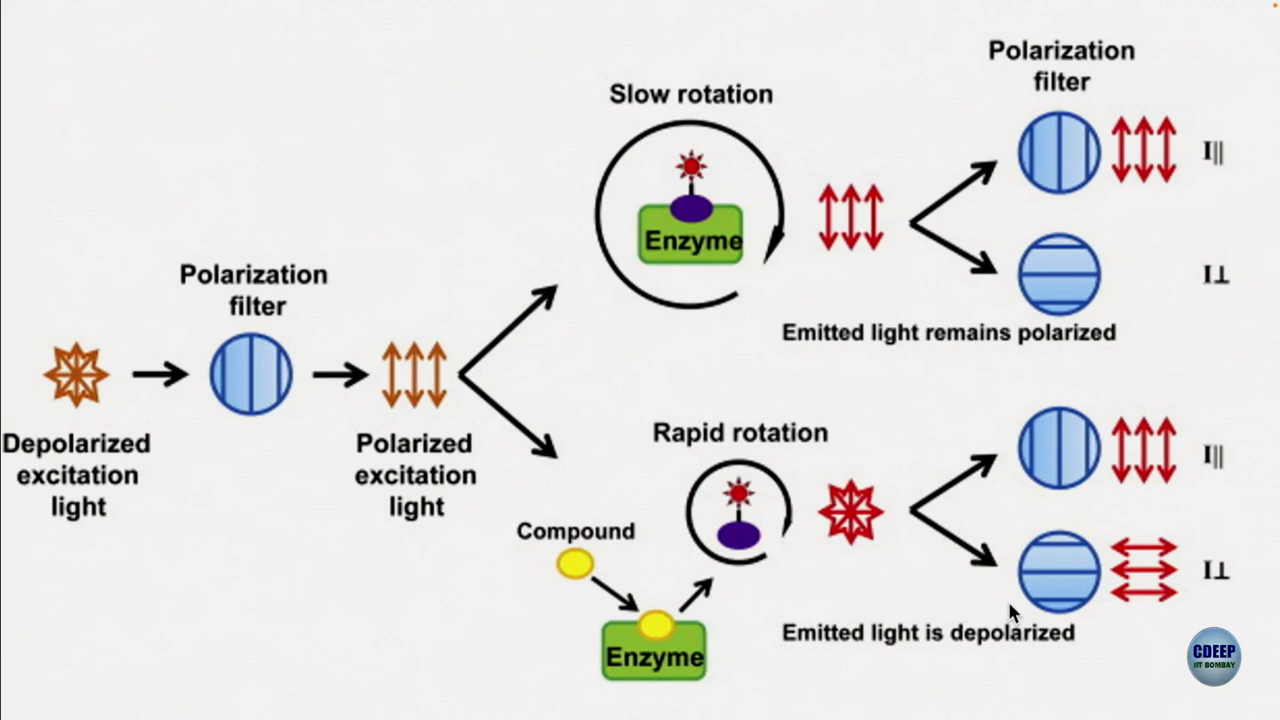 Polarization
filter
Slow rotation
Enzyme
I||
I⊥
Emitted light remains polarized
Polarization
filter
Depolarized
excitation
light
Polarized
excitation
light
Rapid rotation
Compound
Enzyme
I||
I⊥
Emitted light is depolarized
CDEEP
IIT BOMBAY